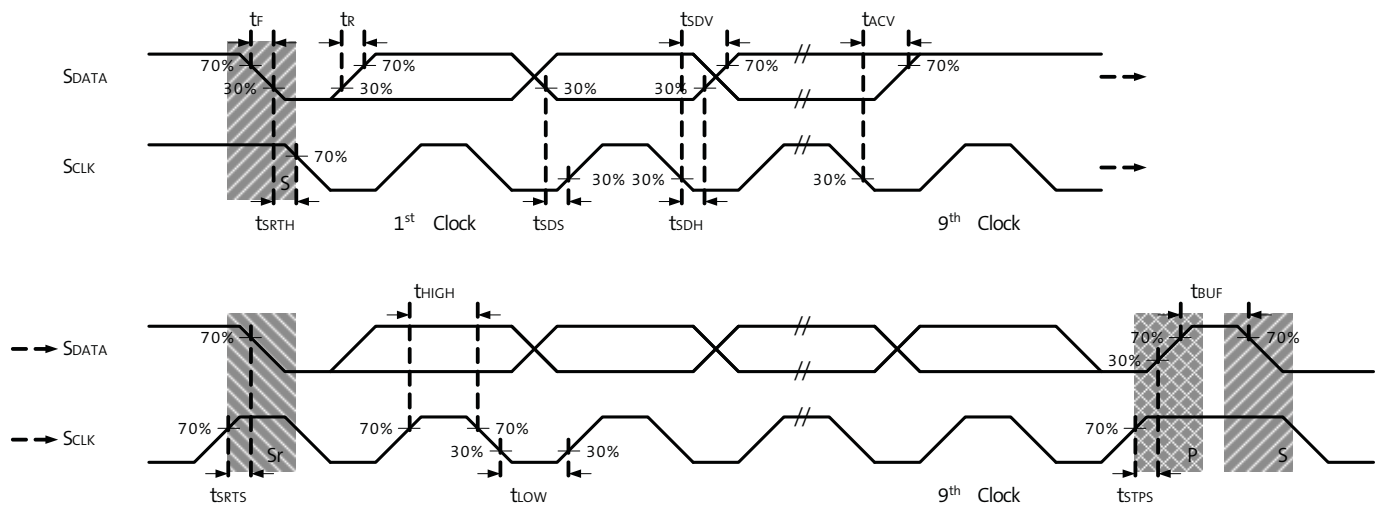 tF tR tSDV tACV
SDATA 70% 30% 70% 30% 30% 30% 70% 70%
SCLK S 70% 30% 30% 30%
tSRTH 1st Clock tSDS tSDH 9th Clock
tHIGH tBUF
SDATA 70% 70% 30% 70%
SCLK 70% Sr 70% 70% 30% 30% 70% P S
tSRTS tLOW 9th Clock tSTPS